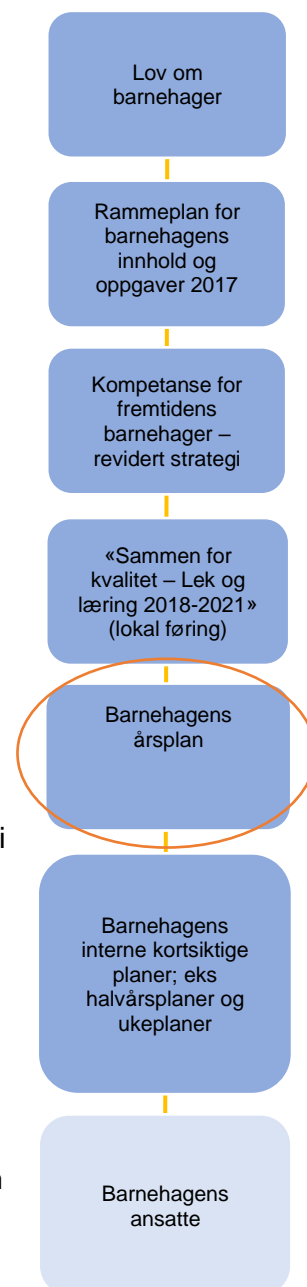 Lov om
barnehager
Rammeplan for
barnehagens
innhold og
oppgaver 2017
Kompetanse for
fremtidens
barnehager –
revidert strategi
«Sammen for
kvalitet – Lek og
læring 2018-2021»
(lokal føring)
Barnehagens
årsplan
i
Barnehagens
interne kortsiktige
planer; eks
halvårsplaner og
ukeplaner
Barnehagens
ansatte